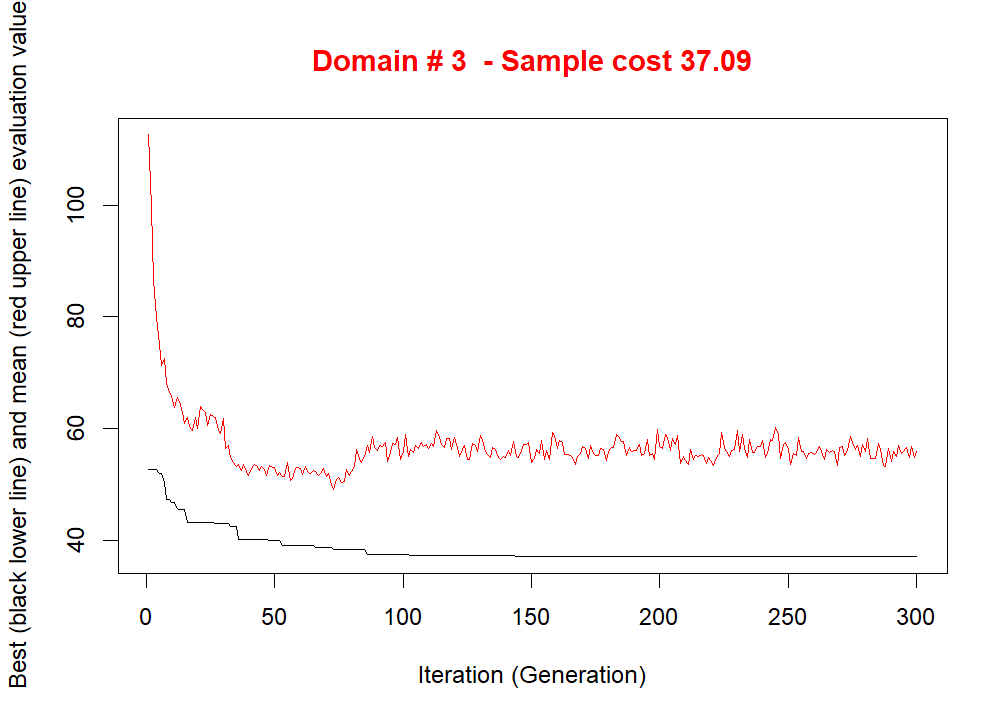 Domain # 3  - Sample cost 37.09
Best (black lower line) and mean (red upper line) evaluation value
100
80
60
40
0 50 100 150 200 250 300
Iteration (Generation)